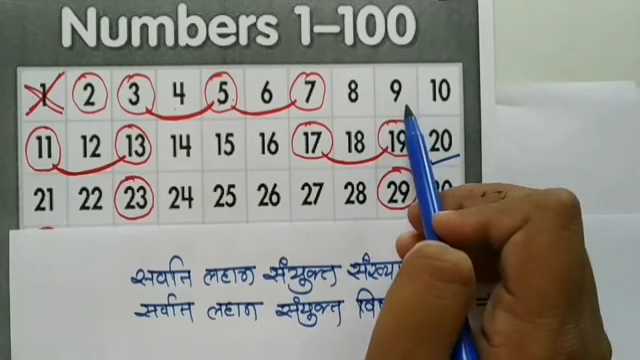 Numbers 1–100
1 2 3 4 5 6 7 8 9 10
11 12 13 14 15 16 17 18 19 20
21 22 23 24 25 26 27 28 29
सर्वात लहान संयुक्त
सर्वात लहान संयुक्त